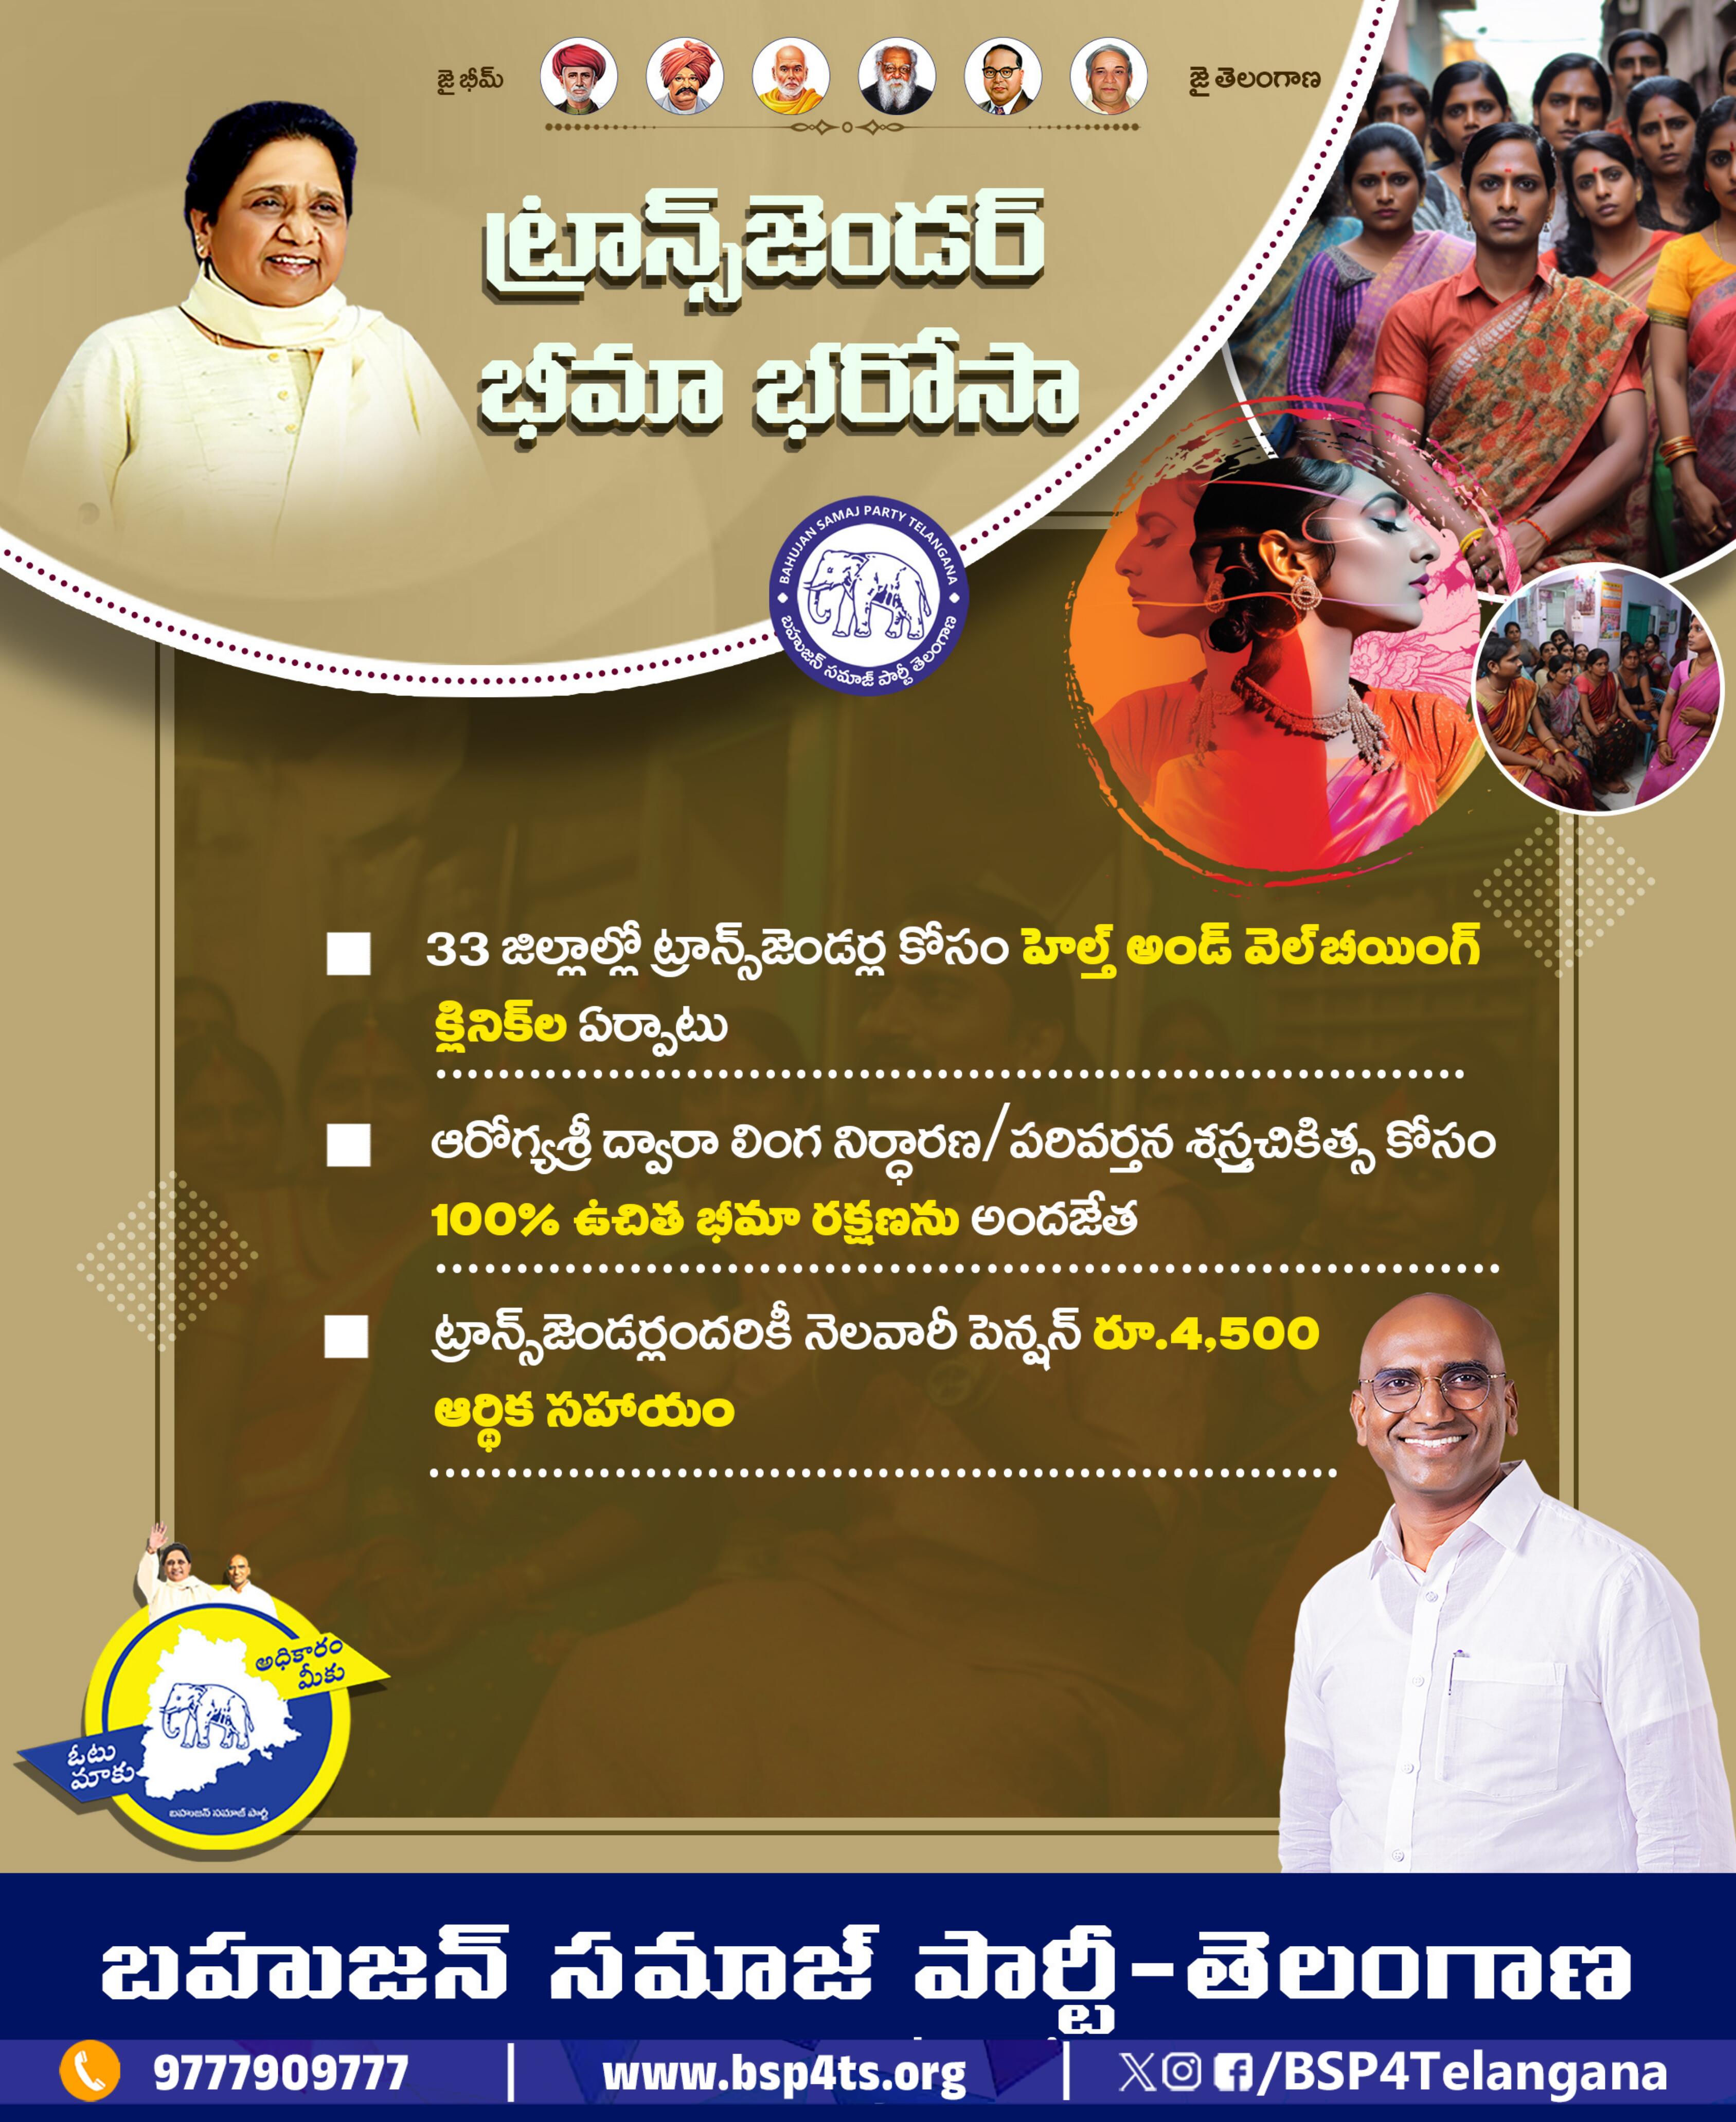 జై భీమ్
జై తెలంగాణ
ట్రాన్స్‌జెండర్
భీమా భరోసా
BAHUJAN SAMAJ PARTY TELANGANA
బహుజన్ సమాజ్ పార్టీ తెలంగాణ
33 జిల్లాల్లో ట్రాన్స్‌జెండర్ల కోసం హెల్త్ అండ్ వెల్‌బీయింగ్
క్లినిక్‌ల ఏర్పాటు
ఆరోగ్యశ్రీ ద్వారా లింగ నిర్ధారణ/పరివర్తన శస్త్రచికిత్స కోసం
100% ఉచిత భీమా రక్షణను అందజేత
ట్రాన్స్‌జెండర్లందరికీ నెలవారీ పెన్షన్ రూ.4,500
ఆర్థిక సహాయం
అధికారం
మీకు
ఓటు
మాకు
బహుజన్ సమాజ్ పార్టీ
బహుజన్ సమాజ్ పార్టీ-తెలంగాణ
9777909777 | www.bsp4ts.org | /BSP4Telangana